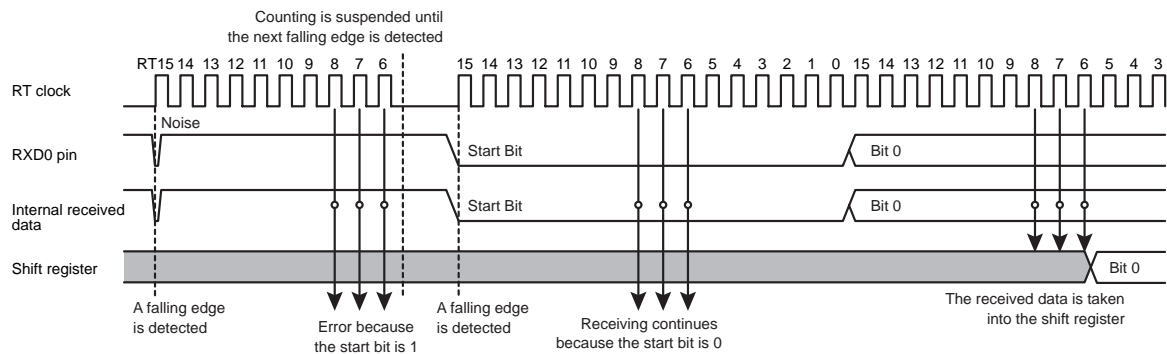 Counting is suspended until
the next falling edge is detected
RT15 14 13 12 11 10 9 8 7 6 15 14 13 12 11 10 9 8 7 6 5 4 3 2 1 0 15 14 13 12 11 10 9 8 7 6 5 4 3
RT clock
Noise
RXD0 pin
Start Bit
Bit 0
Internal received
data
Start Bit
Bit 0
Shift register
Bit 0
A falling edge
is detected
Error because
the start bit is 1
A falling edge
is detected
Receiving continues
because the start bit is 0
The received data is taken
into the shift register